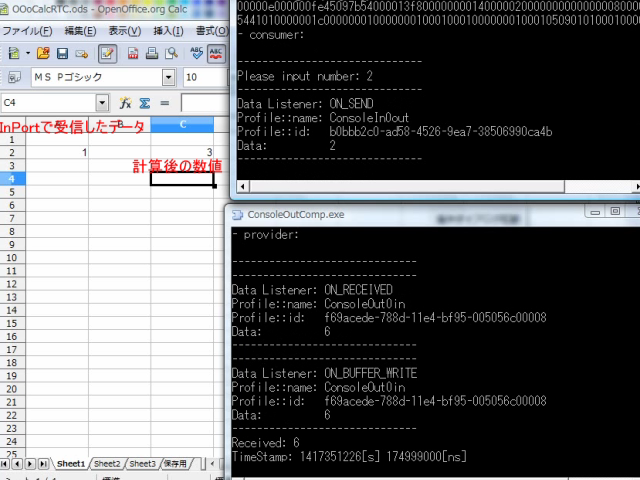 OOoCalcRTC.ods - OpenOffice.org Calc
ファイル(F) 編集(E) 表示(V) 挿入(I) 書式(O)
ＭＳ Ｐゴシック 10
C4
InPortで受信したデータ
C
1
2 1 3
計算後の数値
3
4
5
6
7
8
9
10
11
12
13
14
15
16
17
18
19
20
21
22
23
24
25
Sheet1 Sheet2 Sheet3 保存用
- consumer:
------------------------------
Please input number: 2
------------------------------
Data Listener: ON_SEND
Profile::name: ConsoleIn0out
Profile::id: b0bbb2c0-ad58-4526-9ea7-38506990ca4b
Data: 2
------------------------------
ConsoleOutComp.exe
- provider:
------------------------------
------------------------------
Data Listener: ON_RECEIVED
Profile::name: ConsoleOut0in
Profile::id: f69acede-788d-11e4-bf95-005056c00008
Data: 6
------------------------------
------------------------------
Data Listener: ON_BUFFER_WRITE
Profile::name: ConsoleOut0in
Profile::id: f69acede-788d-11e4-bf95-005056c00008
Data: 6
------------------------------
Received: 6
TimeStamp: 1417351226[s] 174999000[ns]